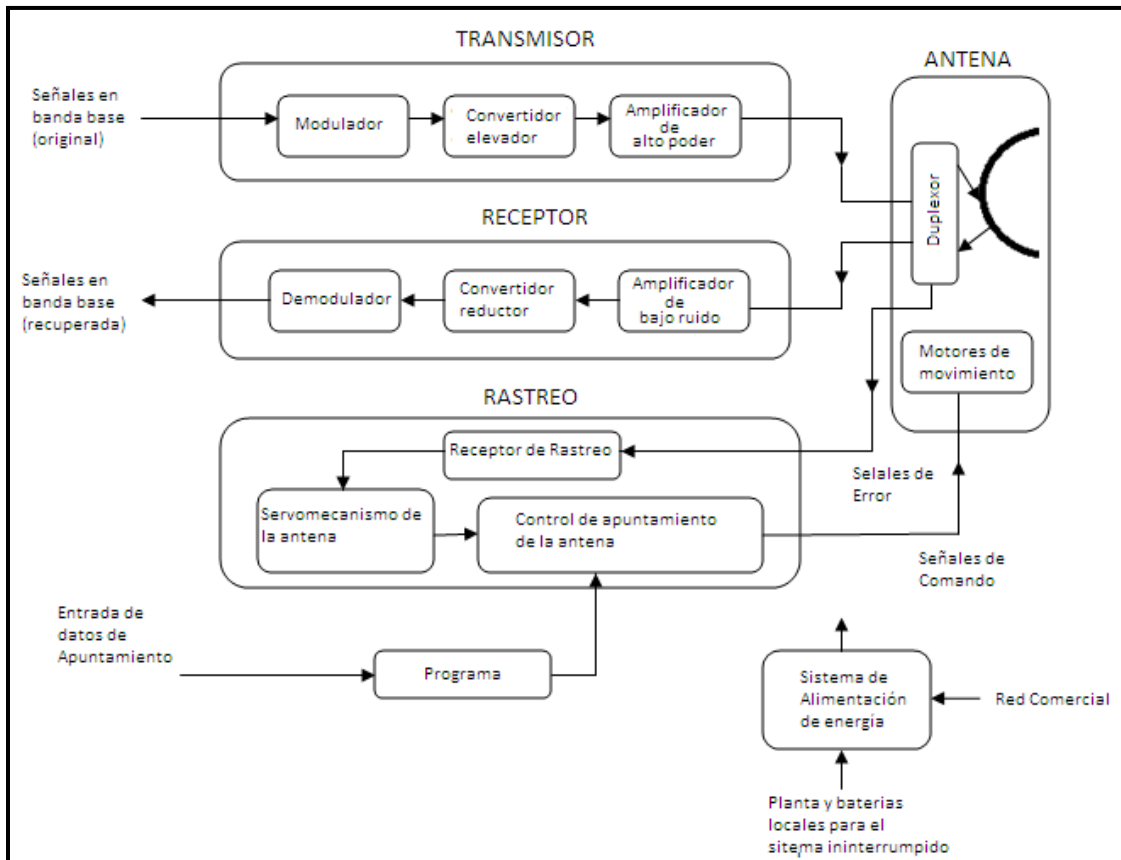 TRANSMISOR
ANTENA
Señales en
banda base
(original)
Modulador
Convertidor
elevador
Amplificador
de
alto poder
Duplexor
RECEPTOR
Señales en
banda base
(recuperada)
Demodulador
Convertidor
reductor
Amplificador
de
bajo ruido
Motores de
movimiento
RASTREO
Receptor de Rastreo
Selales de
Error
Servomecanismo de
la antena
Control de apuntamiento
de la antena
Señales de
Comando
Entrada de
datos de
Apuntamiento
Programa
Sistema de
Alimentación
de energía
Red Comercial
Planta y baterias
locales para el
sitema ininterrumpido